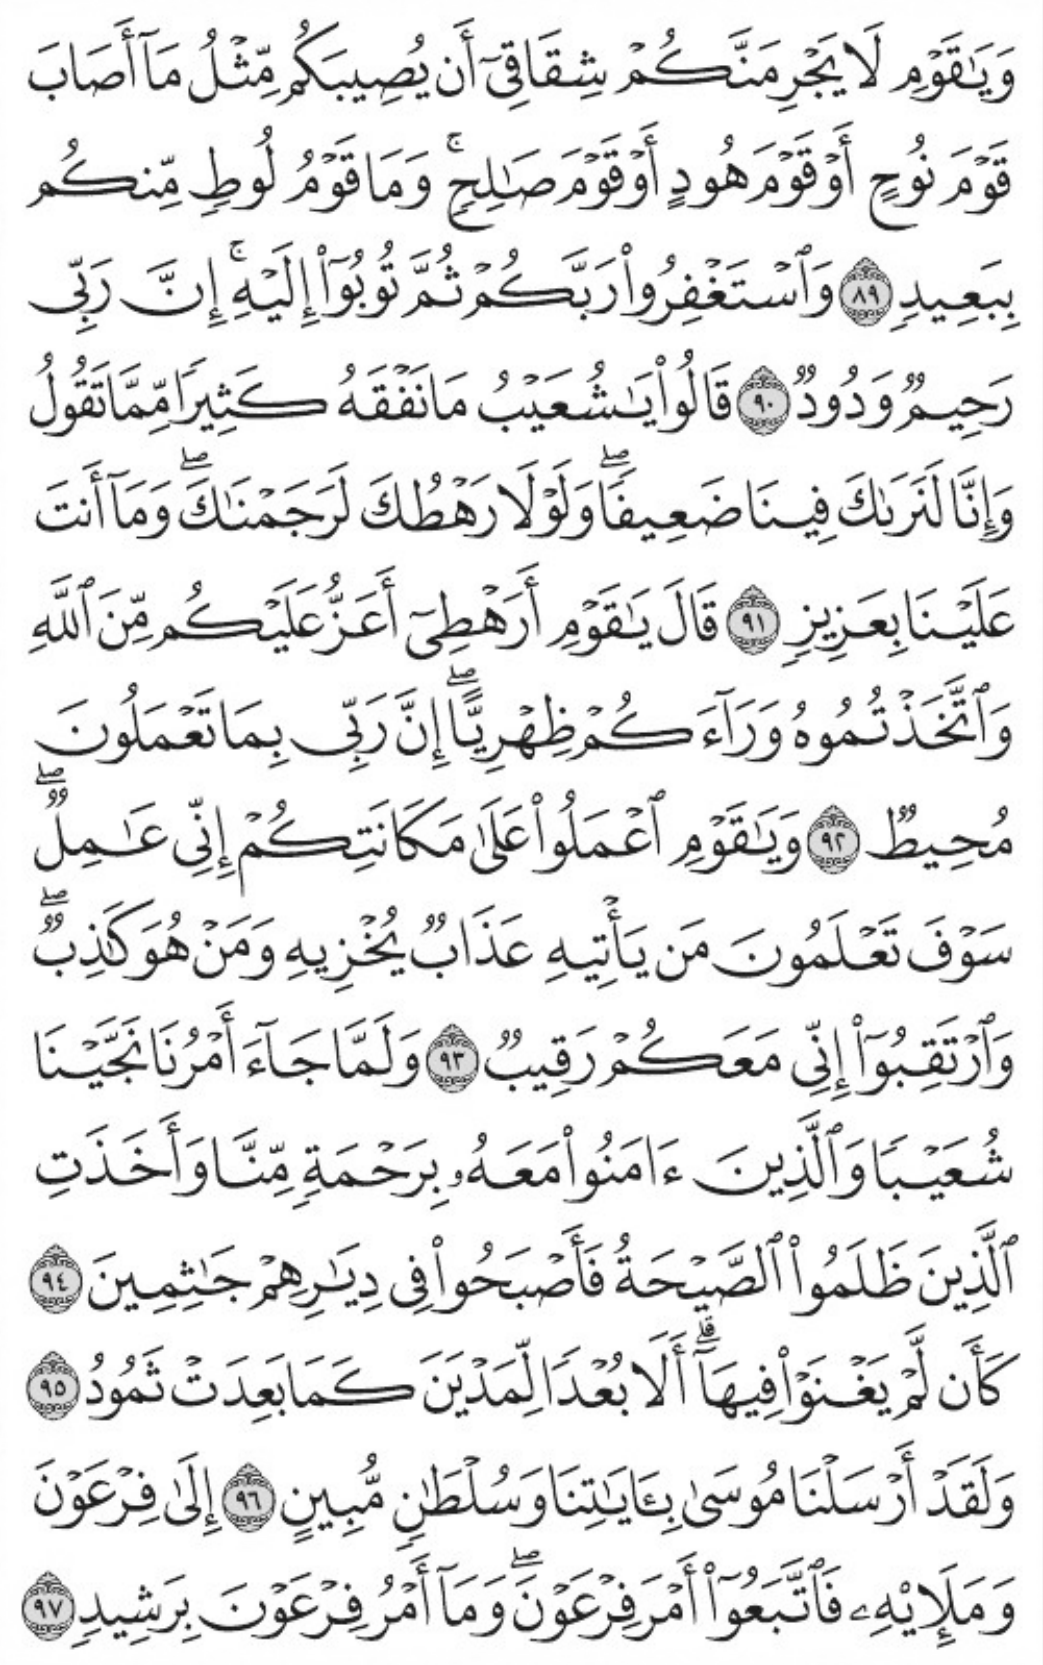 وَيَٰقَوۡمِ لَا يَجۡرِمَنَّكُمۡ شِقَاقِيٓ أَن يُصِيبَكُم مِّثۡلُ مَآ أَصَابَ
قَوۡمَ نُوحٍ أَوۡ قَوۡمَ هُودٍ أَوۡ قَوۡمَ صَٰلِحٖۚ وَمَا قَوۡمُ لُوطٖ مِّنكُم
بِبَعِيدٖ ٨٩ وَٱسۡتَغۡفِرُواْ رَبَّكُمۡ ثُمَّ تُوبُوٓاْ إِلَيۡهِۚ إِنَّ رَبِّي
رَحِيمٞ وَدُودٞ ٩٠ قَالُواْ يَٰشُعَيۡبُ مَا نَفۡقَهُ كَثِيرٗا مِّمَّا تَقُولُ
وَإِنَّا لَنَرَىٰكَ فِينَا ضَعِيفٗاۖ وَلَوۡلَا رَهۡطُكَ لَرَجَمۡنَٰكَۖ وَمَآ أَنتَ
عَلَيۡنَا بِعَزِيزٖ ٩١ قَالَ يَٰقَوۡمِ أَرَهۡطِيٓ أَعَزُّ عَلَيۡكُم مِّنَ ٱللَّهِ
وَٱتَّخَذۡتُمُوهُ وَرَآءَكُمۡ ظِهۡرِيًّاۖ إِنَّ رَبِّي بِمَا تَعۡمَلُونَ
مُحِيطٞ ٩٢ وَيَٰقَوۡمِ ٱعۡمَلُواْ عَلَىٰ مَكَانَتِكُمۡ إِنِّي عَٰمِلٞۖ
سَوۡفَ تَعۡلَمُونَ مَن يَأۡتِيهِ عَذَابٞ يُخۡزِيهِ وَمَنۡ هُوَ كَٰذِبٞۖ
وَٱرۡتَقِبُوٓاْ إِنِّي مَعَكُمۡ رَقِيبٞ ٩٣ وَلَمَّا جَآءَ أَمۡرُنَا نَجَّيۡنَا
شُعَيۡبٗا وَٱلَّذِينَ ءَامَنُواْ مَعَهُۥ بِرَحۡمَةٖ مِّنَّا وَأَخَذَتِ
ٱلَّذِينَ ظَلَمُواْ ٱلصَّيۡحَةُ فَأَصۡبَحُواْ فِي دِيَٰرِهِمۡ جَٰثِمِينَ ٩٤
كَأَن لَّمۡ يَغۡنَوۡاْ فِيهَآۗ أَلَا بُعۡدٗا لِّمَدۡيَنَ كَمَا بَعِدَتۡ ثَمُودُ ٩٥
وَلَقَدۡ أَرۡسَلۡنَا مُوسَىٰ بِـَٔايَٰتِنَا وَسُلۡطَٰنٖ مُّبِينٍ ٩٦ إِلَىٰ فِرۡعَوۡنَ
وَمَلَإِيْهِۦ فَٱتَّبَعُوٓاْ أَمۡرَ فِرۡعَوۡنَۖ وَمَآ أَمۡرُ فِرۡعَوۡنَ بِرَشِيدٖ ٩٧